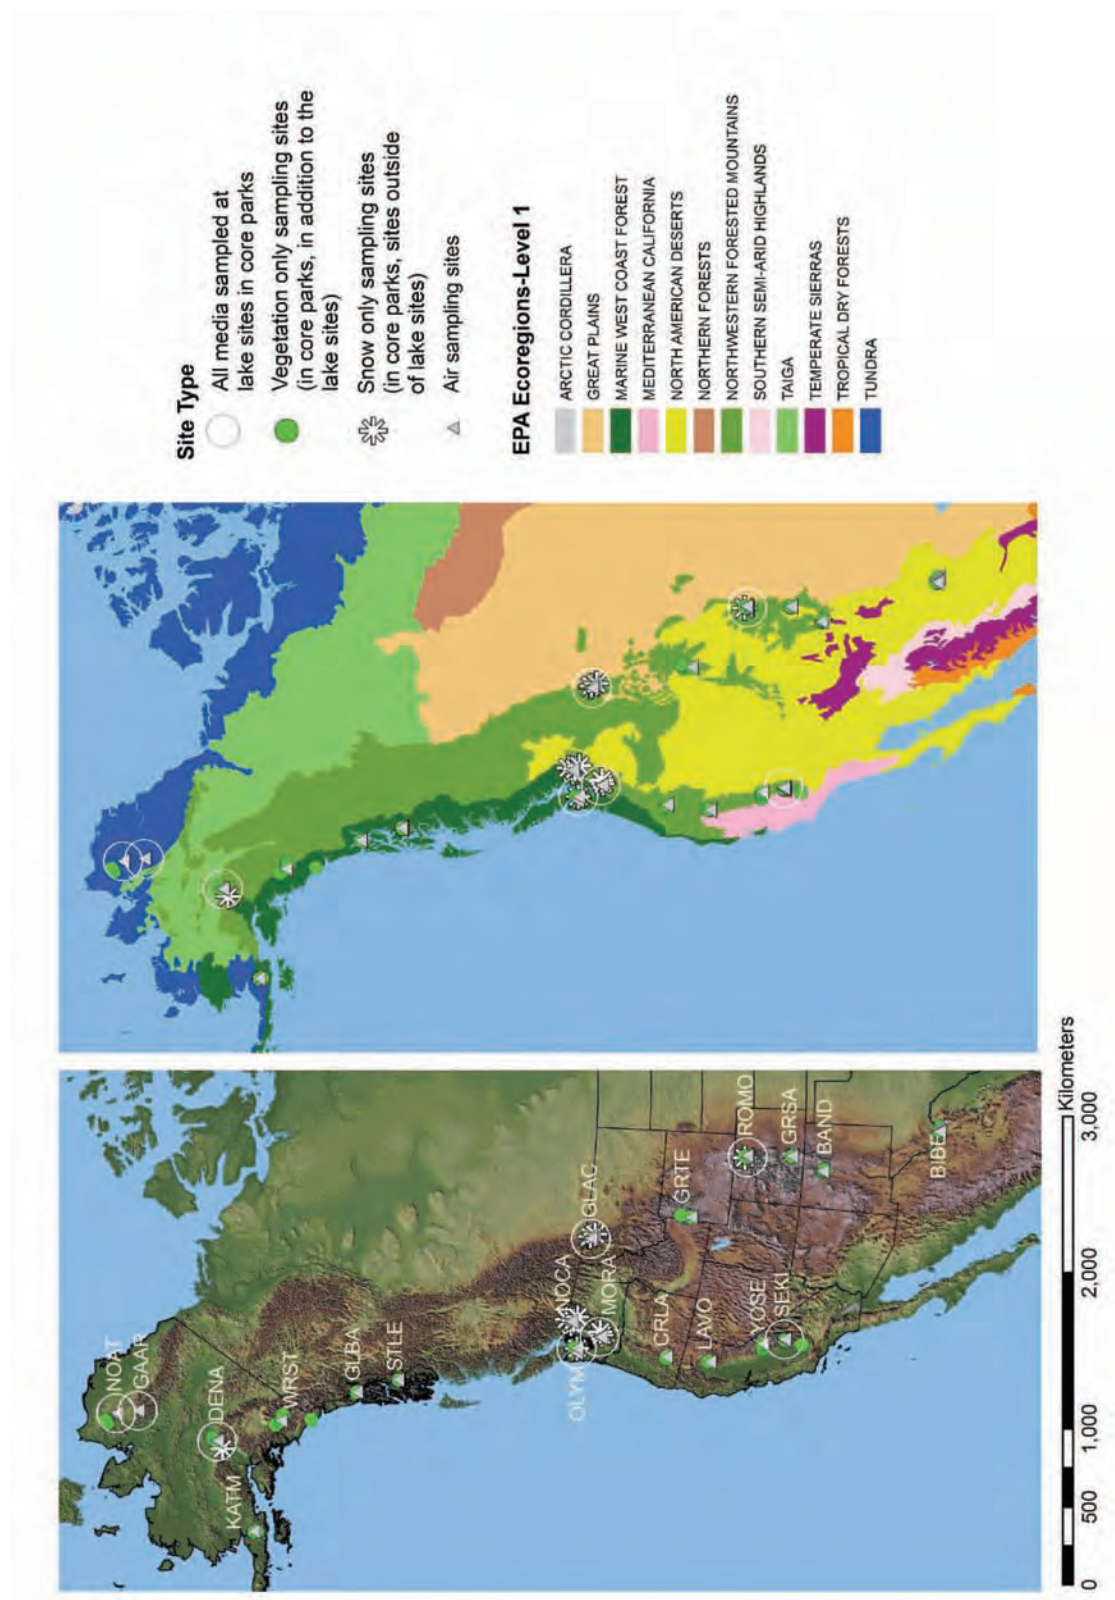 Site Type
All media sampled at
lake sites in core parks
Vegetation only sampling sites
(in core parks, in addition to the
lake sites)
Snow only sampling sites
(in core parks, sites outside
of lake sites)
Air sampling sites
EPA Ecoregions-Level 1
ARCTIC CORDILLERA
GREAT PLAINS
MARINE WEST COAST FOREST
MEDITERRANEAN CALIFORNIA
NORTH AMERICAN DESERTS
NORTHERN FORESTS
NORTHWESTERN FORESTED MOUNTAINS
SOUTHERN SEMI-ARID HIGHLANDS
TAIGA
TEMPERATE SIERRAS
TROPICAL DRY FORESTS
TUNDRA
NOAT
GAAR
DENA
KATM
WRST
GLBA
STLE
OLYM
NOCA
MORA
GLAC
CRLA
GRTE
LAVO
ROMO
YOSE
SEKI
GRSA
BAND
BIBE
0 500 1,000 2,000 3,000
Kilometers